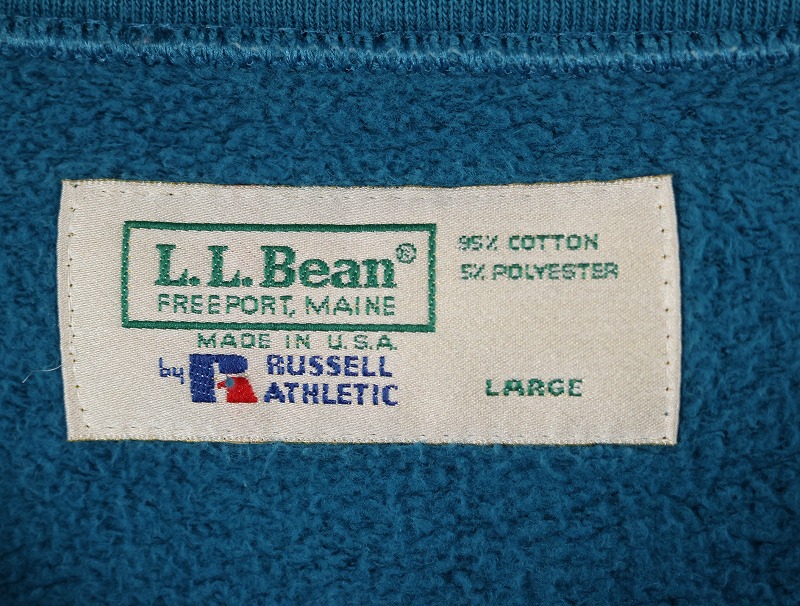 L.L.Bean®
FREEPORT, MAINE
MADE IN U.S.A.
by RUSSELL
ATHLETIC
95% COTTON
5% POLYESTER
LARGE